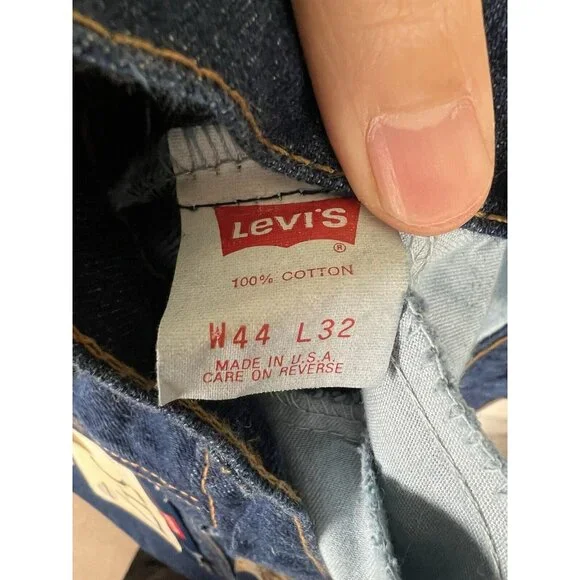 Levi's
®
100% COTTON
W44 L32
MADE IN U.S.A.
CARE ON REVERSE